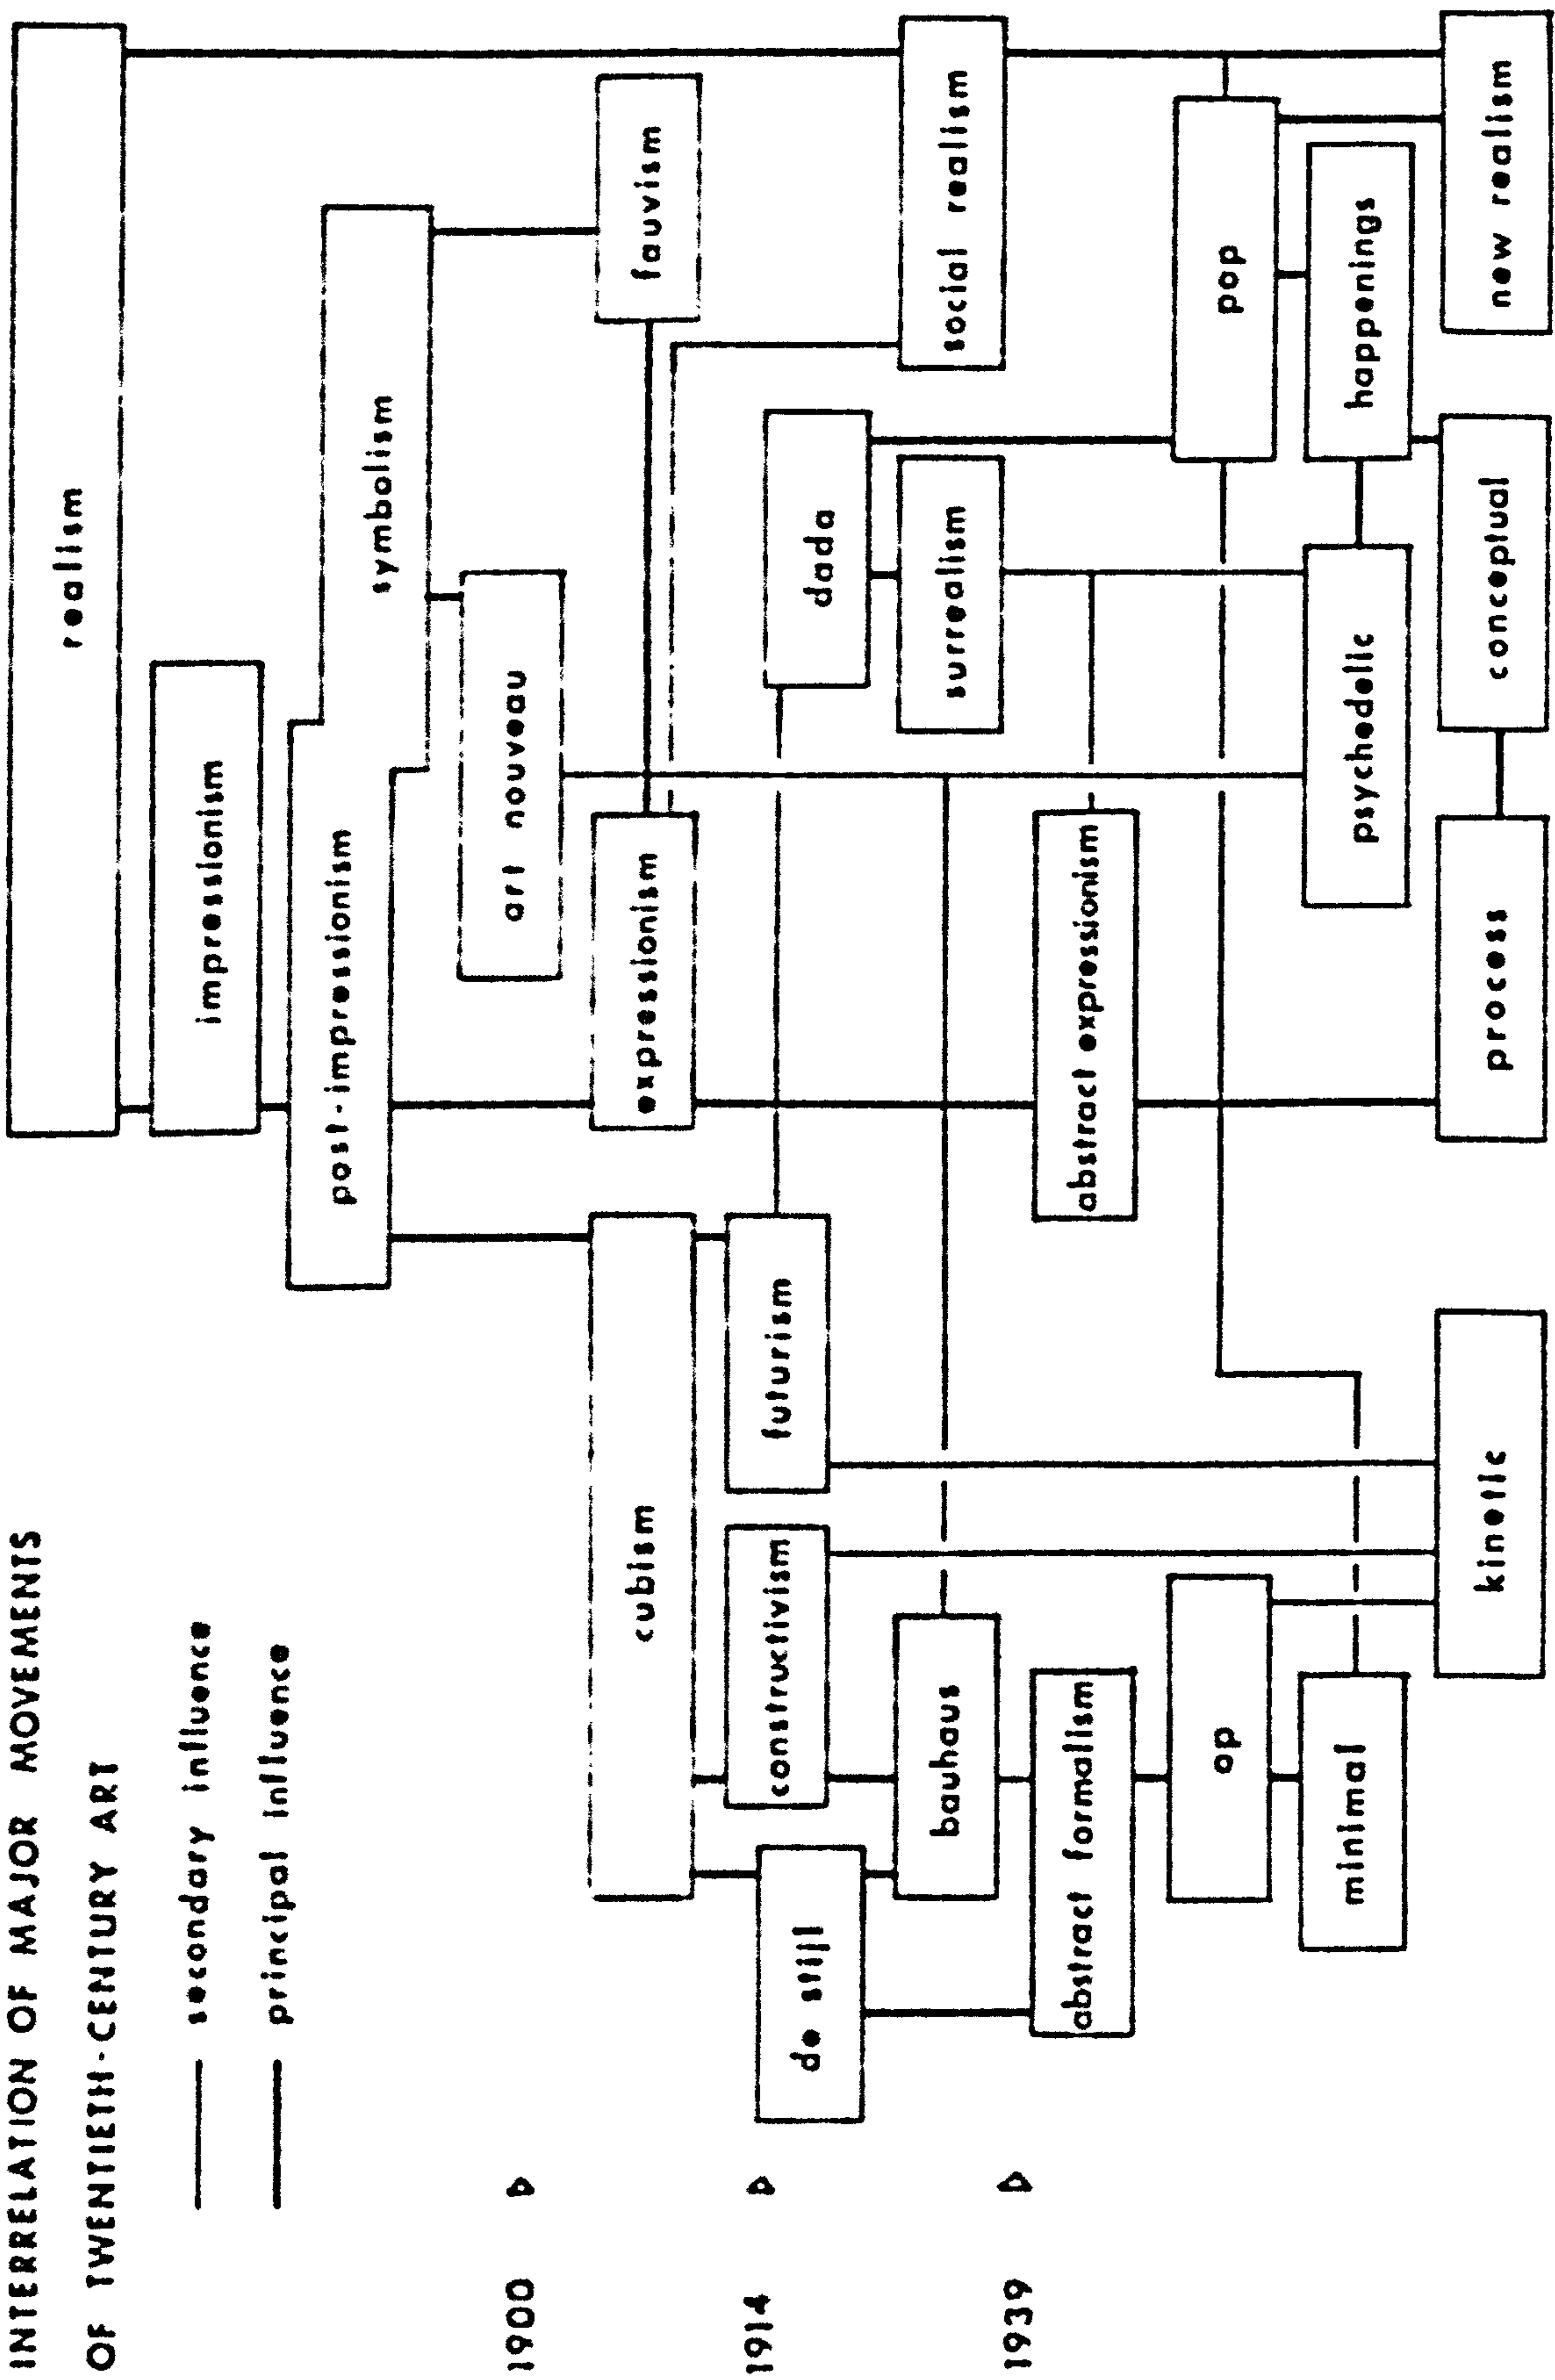 INTERRELATION OF MAJOR MOVEMENTS
OF TWENTIETH-CENTURY ART
secondary influence
principal influence
realism
impressionism
post-impressionism
symbolism
1900
art nouveau
cubism
expressionism
fauvism
1914
de stijl
constructivism
futurism
dada
bauhaus
surrealism
social realism
1939
abstract formalism
abstract expressionism
op
pop
minimal
psychedelic
happenings
kinetic
process
conceptual
new realism